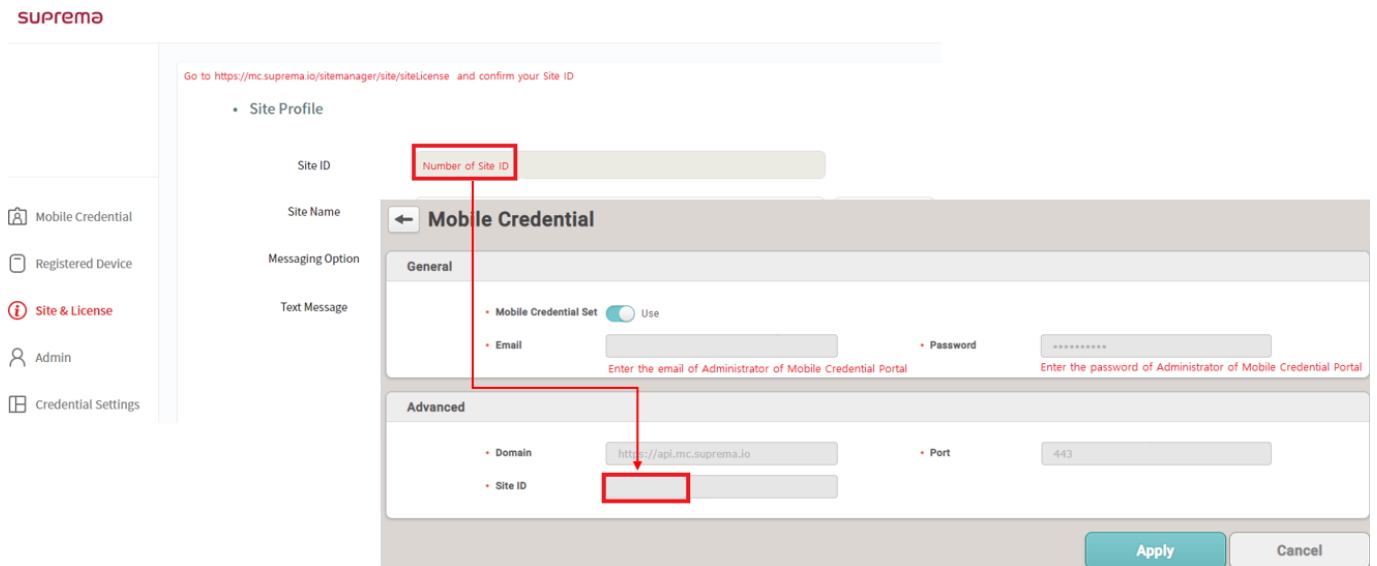 suprema
Go to https://mc.suprema.io/sitemanager/site/siteLicense and confirm your Site ID
• Site Profile
Site ID
Number of Site ID
Mobile Credential
Site Name
Registered Device
Messaging Option
Site & License
Text Message
Admin
Credential Settings
Mobile Credential
General
• Mobile Credential Set Use
• Email
• Password ••••••••••
Enter the email of Administrator of Mobile Credential Portal
Enter the password of Administrator of Mobile Credential Portal
Advanced
• Domain https://api.mc.suprema.io
• Port 443
• Site ID
Apply
Cancel